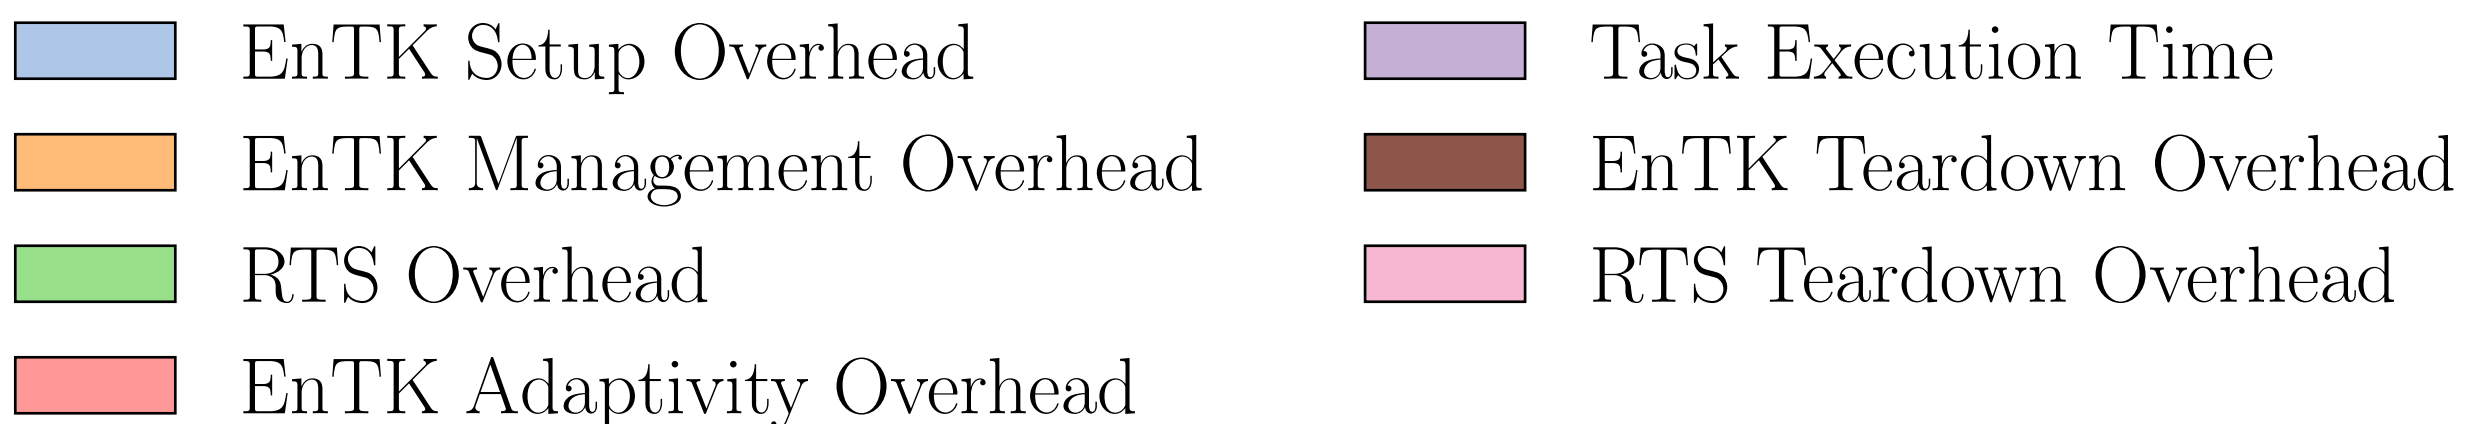 EnTK Setup Overhead
EnTK Management Overhead
RTS Overhead
EnTK Adaptivity Overhead
Task Execution Time
EnTK Teardown Overhead
RTS Teardown Overhead